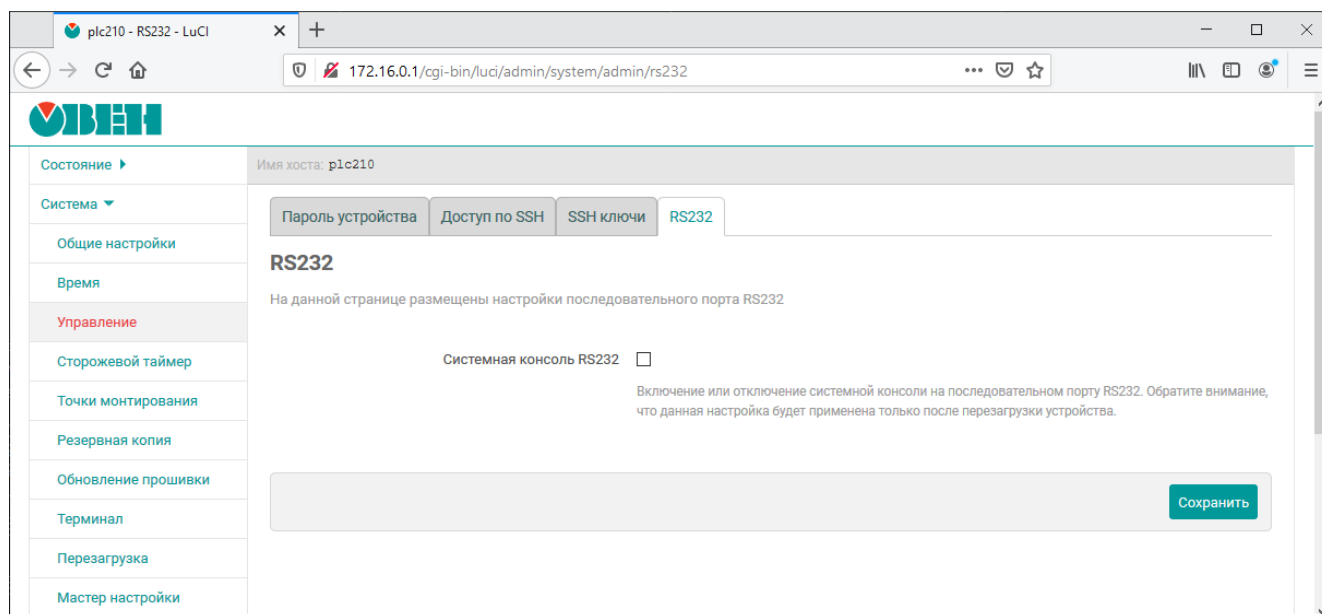 plc210 - RS232 - LuCI
172.16.0.1/cgi-bin/luci/admin/system/admin/rs232
ОВЕН
Состояние
Имя хоста: plc210
Система
Пароль устройства Доступ по SSH SSH ключи RS232
Общие настройки
RS232
Время
На данной странице размещены настройки последовательного порта RS232
Управление
Сторожевой таймер
Системная консоль RS232
Включение или отключение системной консоли на последовательном порту RS232. Обратите внимание,
что данная настройка будет применена только после перезагрузки устройства.
Точки монтирования
Резервная копия
Обновление прошивки
Сохранить
Терминал
Перезагрузка
Мастер настройки